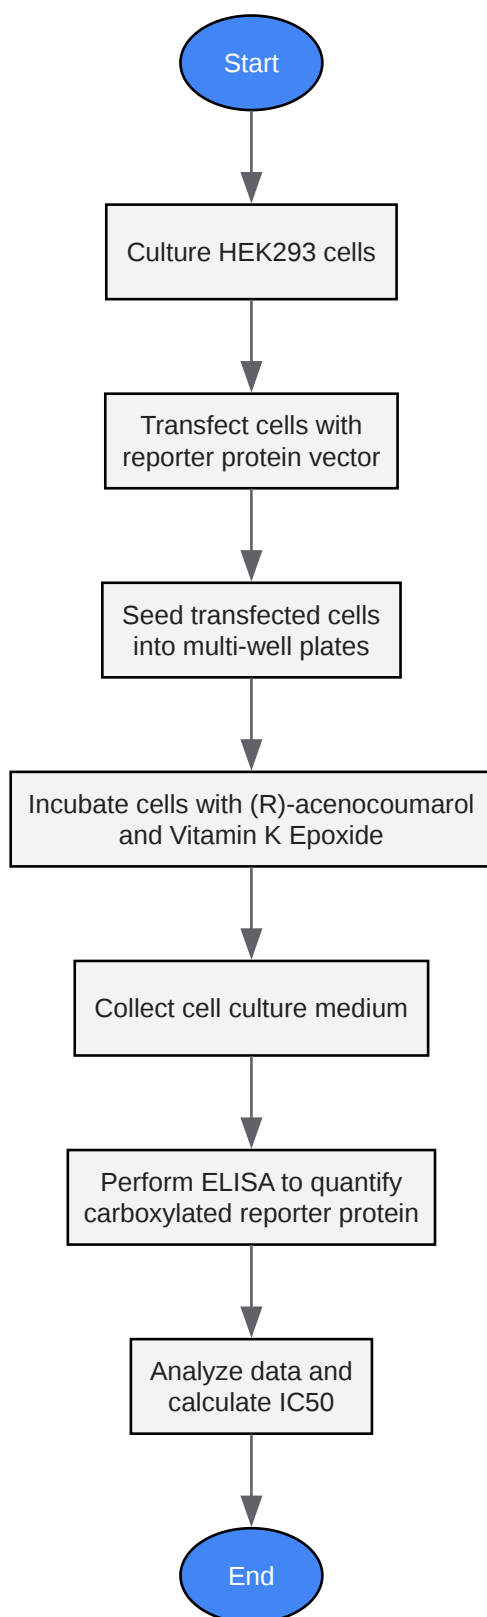 Start
Culture HEK293 cells
Transfect cells with
reporter protein vector
Seed transfected cells
into multi-well plates
Incubate cells with (R)-acenocoumarol
and Vitamin K Epoxide
Collect cell culture medium
Perform ELISA to quantify
carboxylated reporter protein
Analyze data and
calculate IC50
End